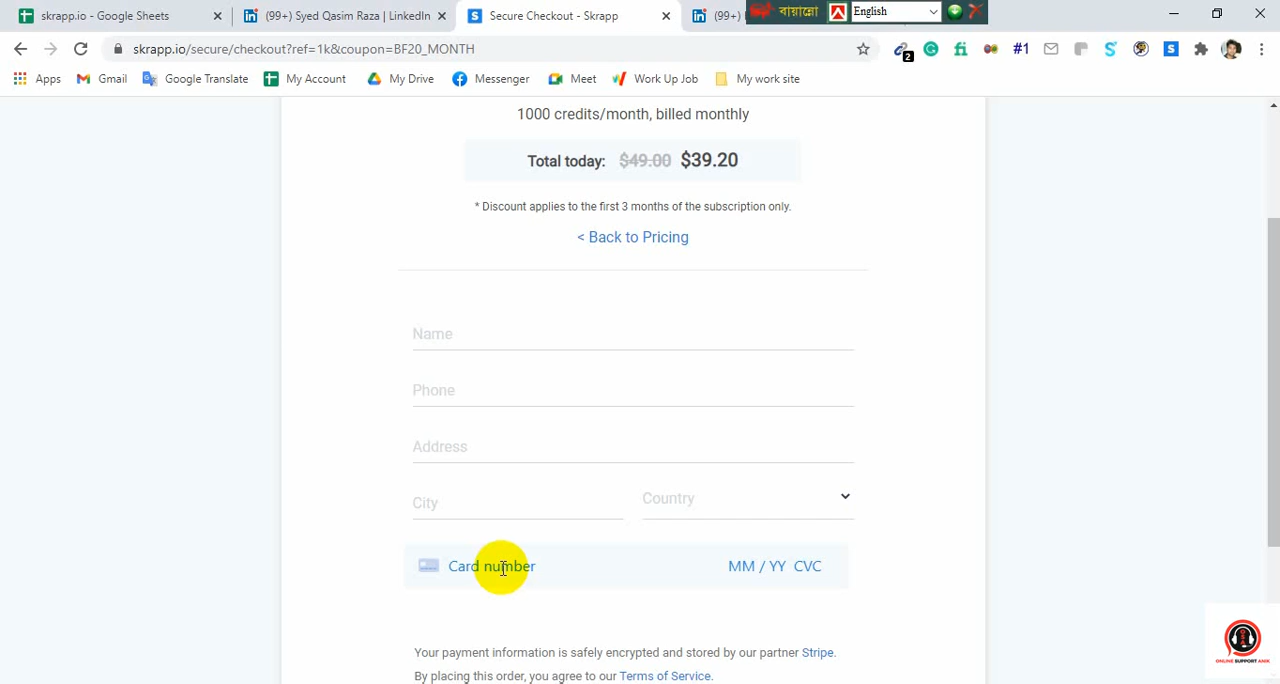 skrapp.io - Google Sheets
(99+) Syed Qasim Raza | LinkedIn
Secure Checkout - Skrapp
(99+)
বায়ান্নো
English
skrapp.io/secure/checkout?ref=1k&coupon=BF20_MONTH
2
#1
Apps
Gmail
Google Translate
My Account
My Drive
Messenger
Meet
Work Up Job
My work site
1000 credits/month, billed monthly
Total today: $49.00 $39.20
* Discount applies to the first 3 months of the subscription only.
< Back to Pricing
Name
Phone
Address
City
Country
Card number
MM / YY CVC
Your payment information is safely encrypted and stored by our partner Stripe.
By placing this order, you agree to our Terms of Service.
ONLINE SUPPORT ANIK